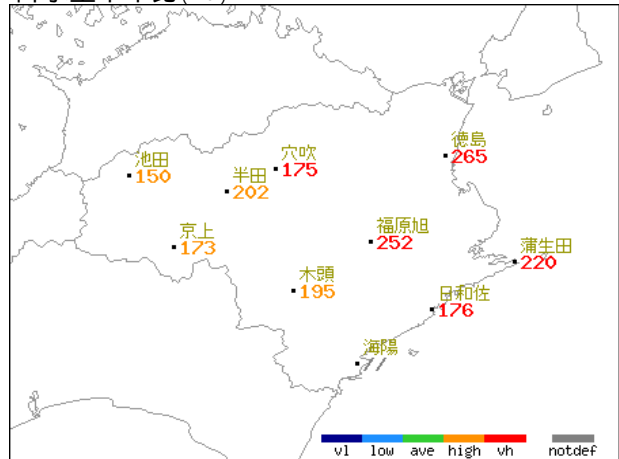 徳島
265
池田
150
穴吹
175
半田
202
京上
173
福原旭
252
蒲生田
220
木頭
195
日和佐
176
海陽
vl low ave high vh notdef